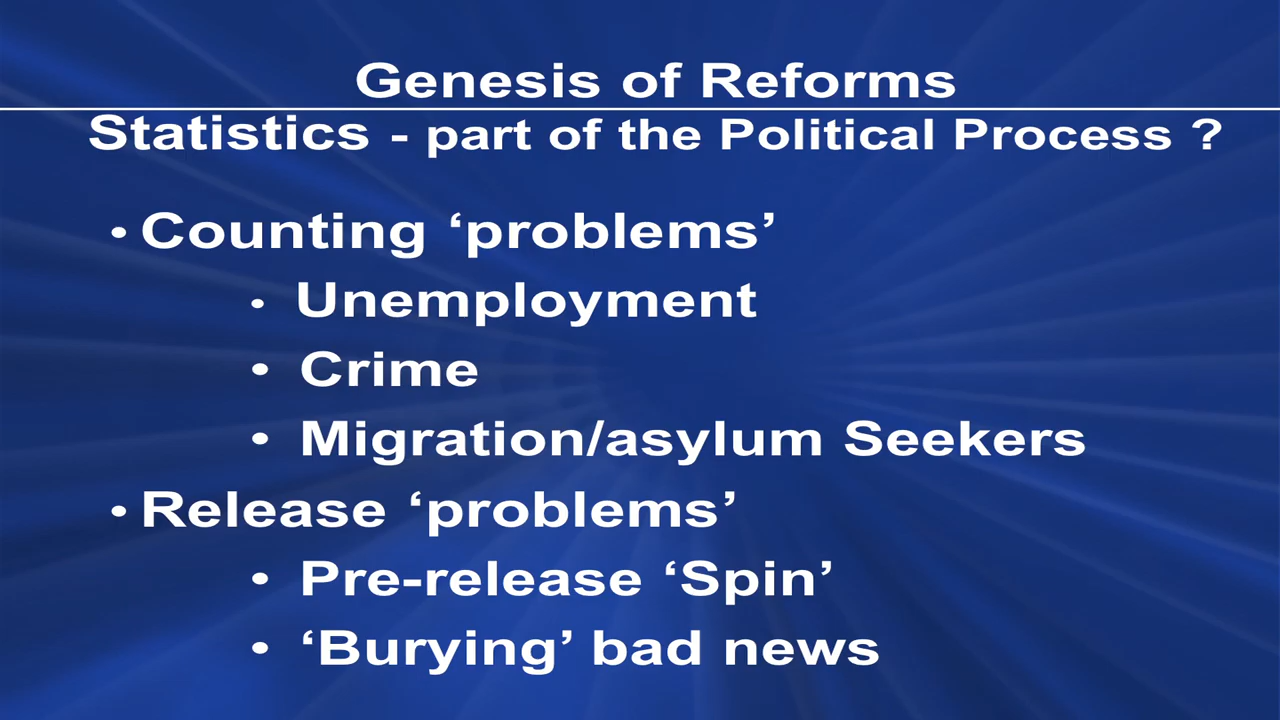 Genesis of Reforms
Statistics - part of the Political Process ?
• Counting ‘problems’
• Unemployment
• Crime
• Migration/asylum Seekers
• Release ‘problems’
• Pre-release ‘Spin’
• ‘Burying’ bad news